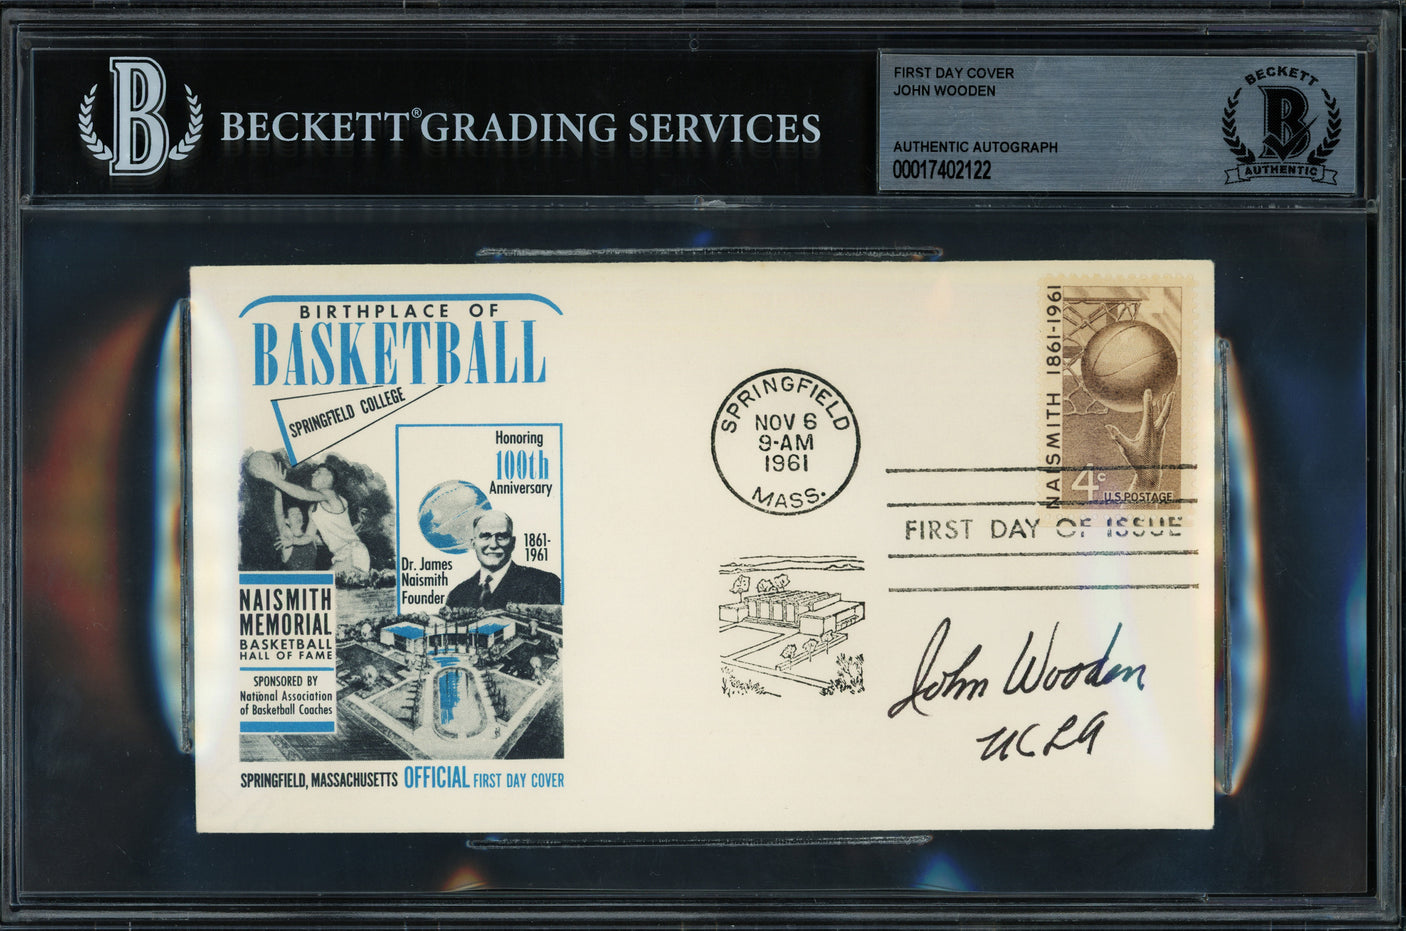 BECKETT® GRADING SERVICES
FIRST DAY COVER
JOHN WOODEN
AUTHENTIC AUTOGRAPH
00017402122
BECKETT
B
AUTHENTIC
BIRTHPLACE OF
BASKETBALL
SPRINGFIELD COLLEGE
Honoring
100th
Anniversary
1861-
1961
Dr. James
Naismith
Founder
NAISMITH
MEMORIAL
BASKETBALL
HALL OF FAME
SPONSORED BY
National Association
of Basketball Coaches
SPRINGFIELD, MASSACHUSETTS OFFICIAL FIRST DAY COVER
SPRINGFIELD
NOV 6
9-AM
1961
MASS.
NAISMITH 1861-1961
4c
U.S. POSTAGE
FIRST DAY OF ISSUE
John Wooden
UCLA